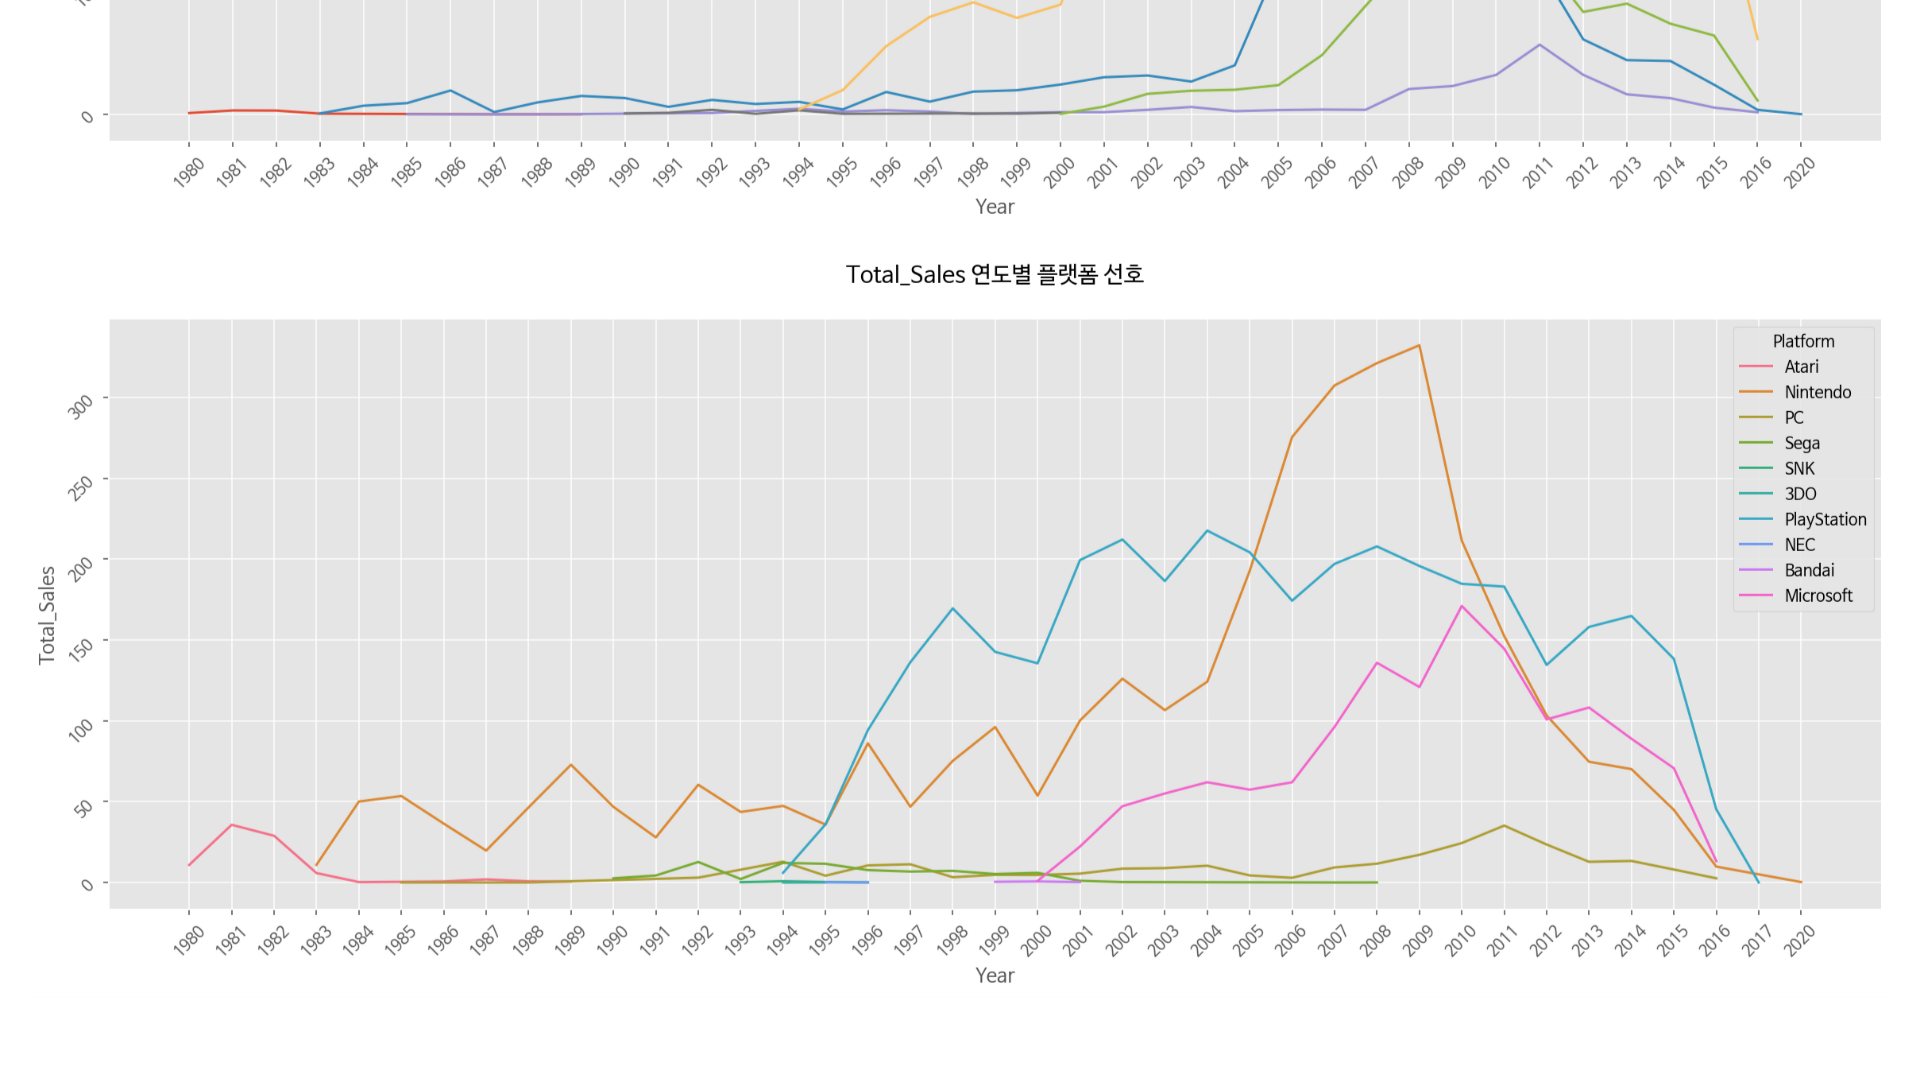 0
1980 1981 1982 1983 1984 1985 1986 1987 1988 1989 1990 1991 1992 1993 1994 1995 1996 1997 1998 1999 2000 2001 2002 2003 2004 2005 2006 2007 2008 2009 2010 2011 2012 2013 2014 2015 2016 2020
Year
Total_Sales 연도별 플랫폼 선호
Platform
Atari
Nintendo
PC
Sega
SNK
3DO
PlayStation
NEC
Bandai
Microsoft
Total_Sales
300
250
200
150
100
50
0
1980 1981 1982 1983 1984 1985 1986 1987 1988 1989 1990 1991 1992 1993 1994 1995 1996 1997 1998 1999 2000 2001 2002 2003 2004 2005 2006 2007 2008 2009 2010 2011 2012 2013 2014 2015 2016 2017 2020
Year